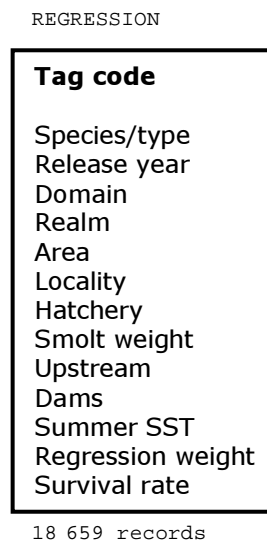 REGRESSION
Tag code
Species/type
Release year
Domain
Realm
Area
Locality
Hatchery
Smolt weight
Upstream
Dams
Summer SST
Regression weight
Survival rate
18 659 records